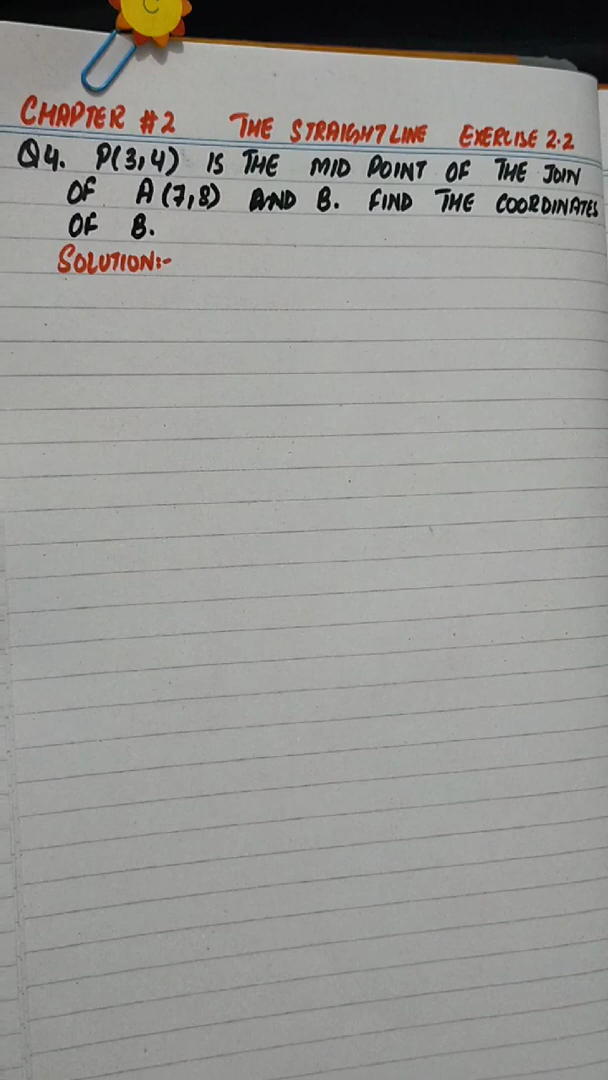 C
CHAPTER #2 THE STRAIGHT LINE EXERCISE 2.2
Q4. P(3,4) IS THE MID POINT OF THE JOIN
OF A(7,8) AND B. FIND THE COORDINATES
OF B.
SOLUTION:-